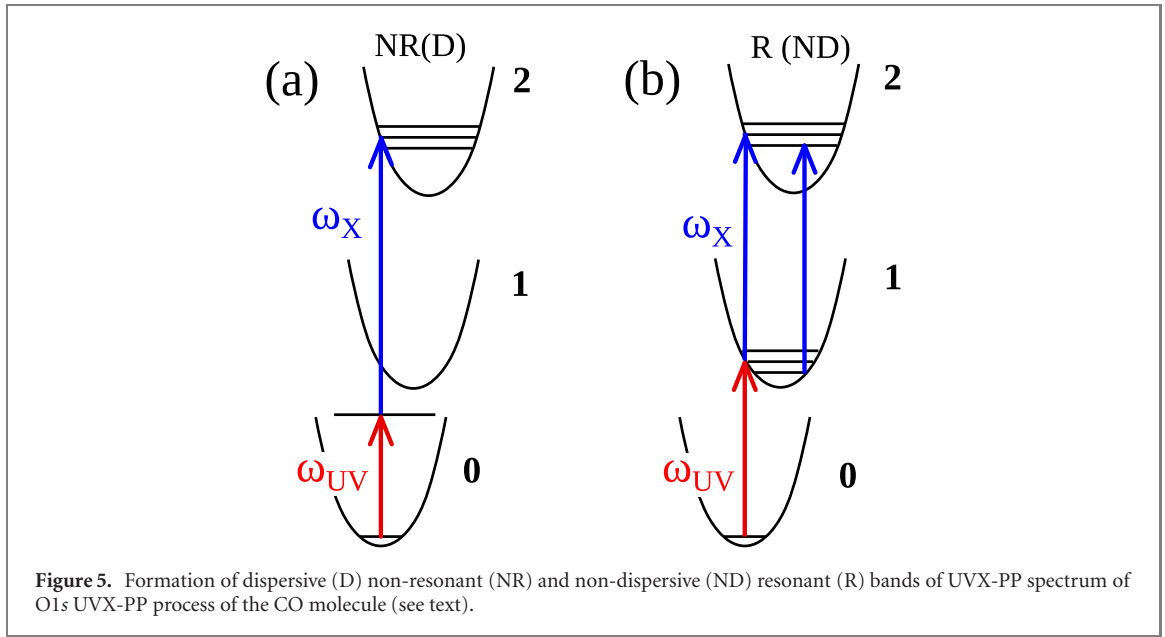 NR(D)
(a)
2
ωX
1
ωUV
0
R (ND)
(b)
2
ωX
1
ωUV
0
Figure 5. Formation of dispersive (D) non-resonant (NR) and non-dispersive (ND) resonant (R) bands of UVX-PP spectrum of
O1s UVX-PP process of the CO molecule (see text).